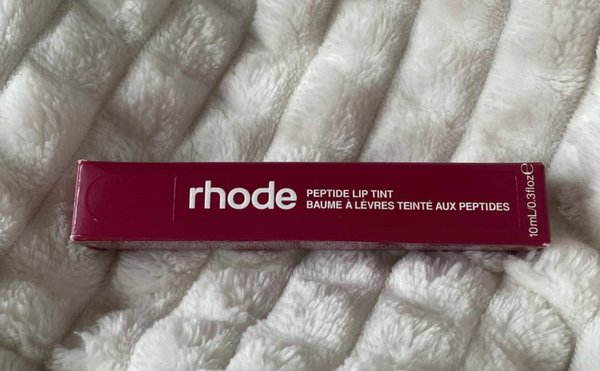 rhode
PEPTIDE LIP TINT
BAUME À LÈVRES TEINTÉ AUX PEPTIDES
10mL/0.3floz℮